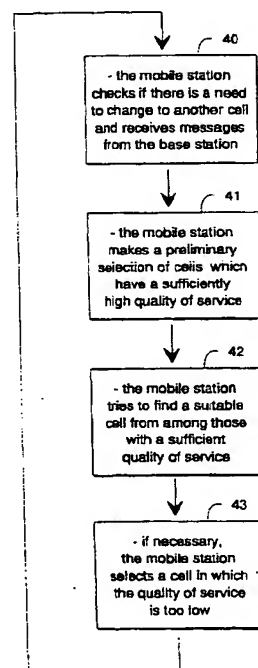 40
- the mobile station
checks if there is a need
to change to another cell
and receives messages
from the base station
41
- the mobile station
makes a preliminary
selection of cells which
have a sufficiently
high quality of service
42
- the mobile station
tries to find a suitable
cell from among those
with a sufficient
quality of service
43
- if necessary,
the mobile station
selects a cell in which
the quality of service
is too low